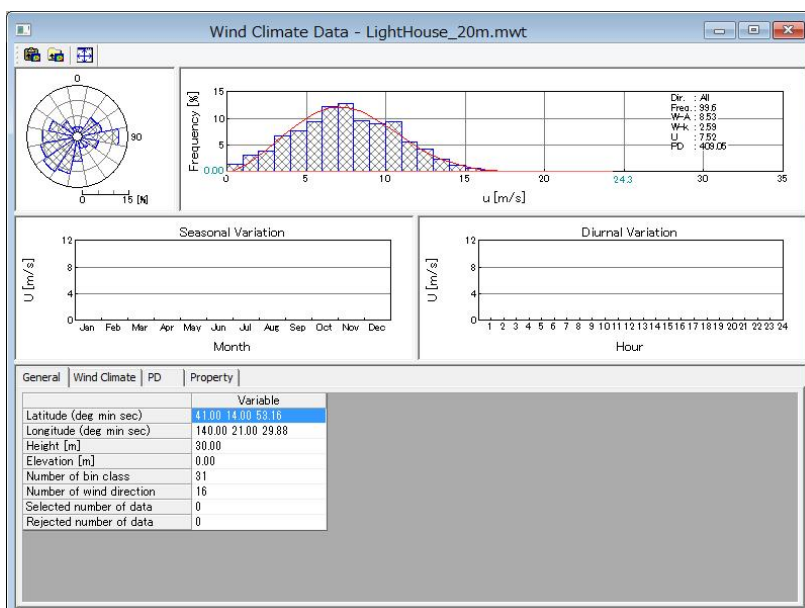 Wind Climate Data - LightHouse_20m.mwt
0
90
0 15 [%]
Frequency [%]
15
10
5
0.00
0 5 10 15 20 24.3 30 35
u [m/s]
Dir. : All
Freq. : 99.6
W-A : 8.53
W-k : 2.59
U : 7.52
PD : 409.05
Seasonal Variation
U [m/s]
12
8
4
0
Jan Feb Mar Apr May Jun Jul Aug Sep Oct Nov Dec
Month
Diurnal Variation
U [m/s]
12
8
4
0
1 2 3 4 5 6 7 8 9 10 11 12 13 14 15 16 17 18 19 20 21 22 23 24
Hour
General Wind Climate PD Property
Variable
Latitude (deg min sec) 41.00 14.00 53.16
Longitude (deg min sec) 140.00 21.00 29.88
Height [m] 30.00
Elevation [m] 0.00
Number of bin class 31
Number of wind direction 16
Selected number of data 0
Rejected number of data 0